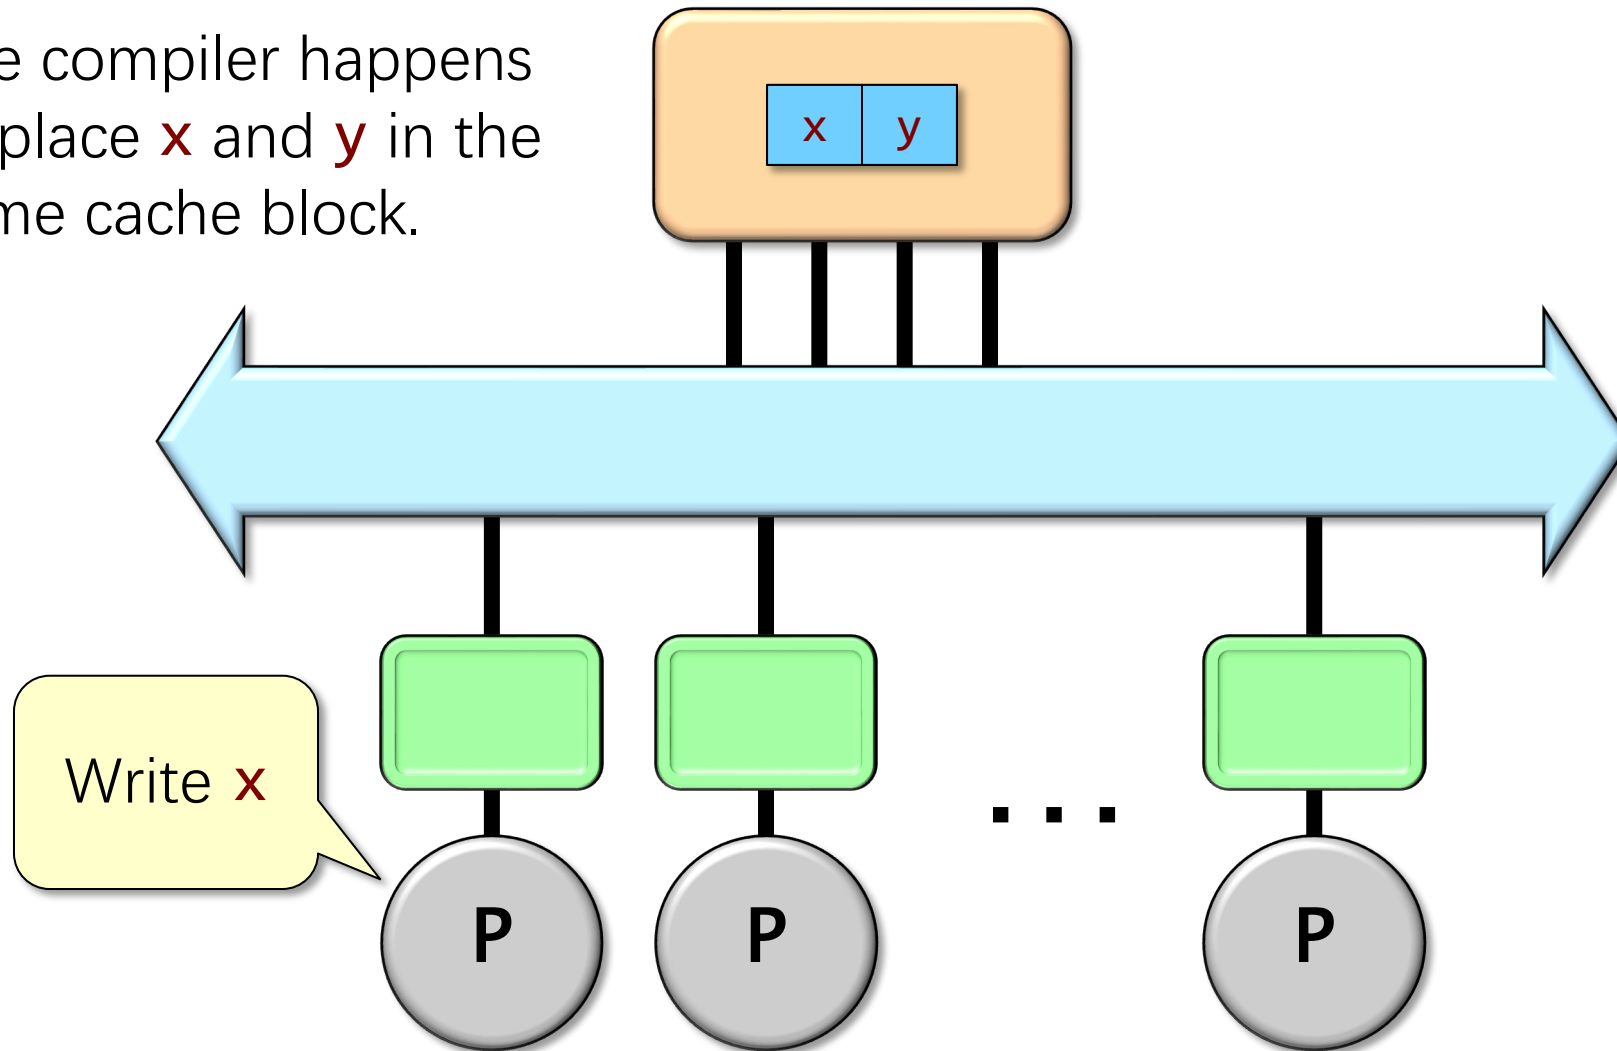 e compiler happens
place x and y in the
me cache block.
x y
Write x
...
P P P